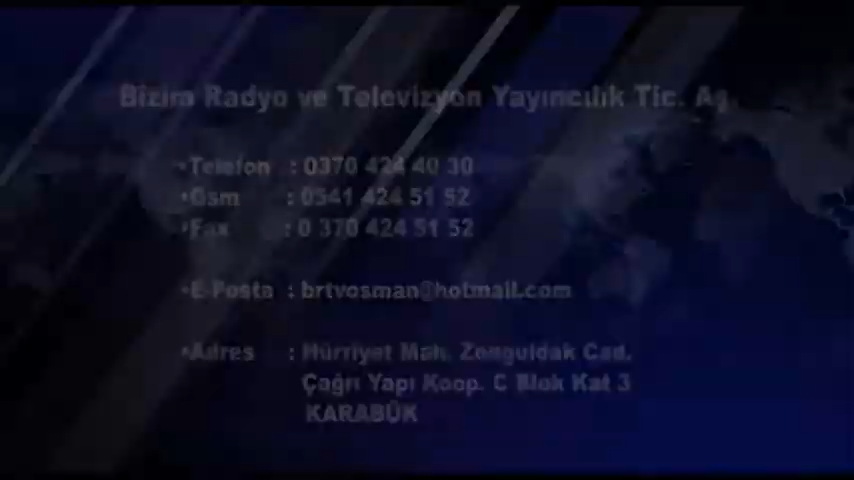 Bizim Radyo ve Televizyon Yayıncılık Tic. Aş.
•Telefon : 0370 424 40 30
•Gsm : 0541 424 51 52
•Fax : 0 370 424 51 52
•E-Posta : brtvosman@hotmail.com
•Adres : Hürriyet Mah. Zonguldak Cad.
Çağrı Yapı Koop. C Blok Kat 3
KARABÜK